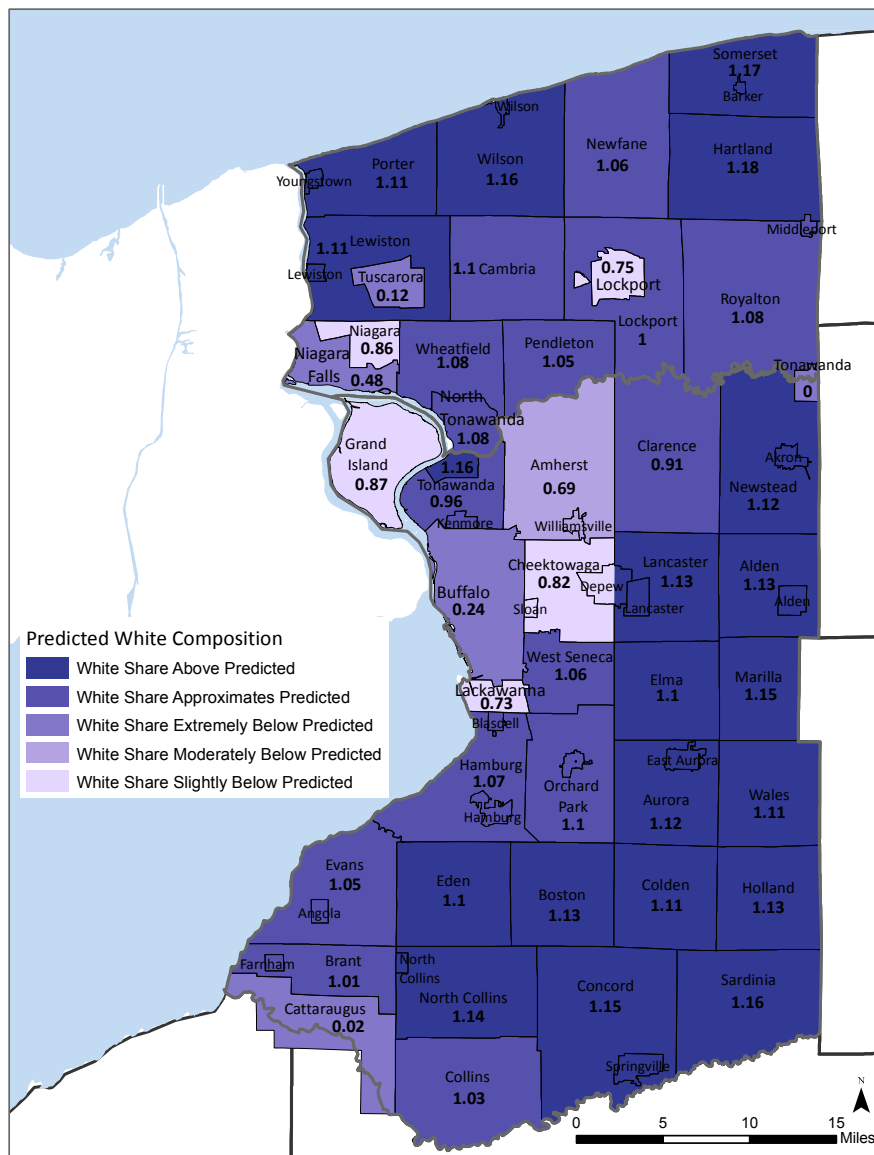 Somerset
1.17
Barker
Wilson
Newfane
1.06
Hartland
1.18
Porter
1.11
Wilson
1.16
Youngstown
Middleport
1.11 Lewiston
Lewiston
Tuscarora
0.12
1.1 Cambria
0.75
Lockport
Royalton
1.08
Lockport
1
Niagara
0.86
Niagara
Falls 0.48
Wheatfield
1.08
Pendleton
1.05
Tonawanda
0
North
Tonawanda
1.08
Grand
Island
0.87
1.16
Tonawanda
0.96
Kenmore
Amherst
0.69
Williamsville
Clarence
0.91
Akron
Newstead
1.12
Cheektowaga
0.82
Depew
Sloan
Lancaster
1.13
Lancaster
Alden
1.13
Alden
Buffalo
0.24
Predicted White Composition
White Share Above Predicted
White Share Approximates Predicted
White Share Extremely Below Predicted
White Share Moderately Below Predicted
White Share Slightly Below Predicted
West Seneca
1.06
Elma
1.1
Marilla
1.15
Lackawanna
0.73
Blasdell
Hamburg
1.07
Hamburg
Orchard
Park
1.1
East Aurora
Aurora
1.12
Wales
1.11
Evans
1.05
Angola
Eden
1.1
Boston
1.13
Colden
1.11
Holland
1.13
Farnham
Brant
1.01
North
Collins
North Collins
1.14
Concord
1.15
Sardinia
1.16
Cattaraugus
0.02
Springville
Collins
1.03
N
0 5 10 15
Miles